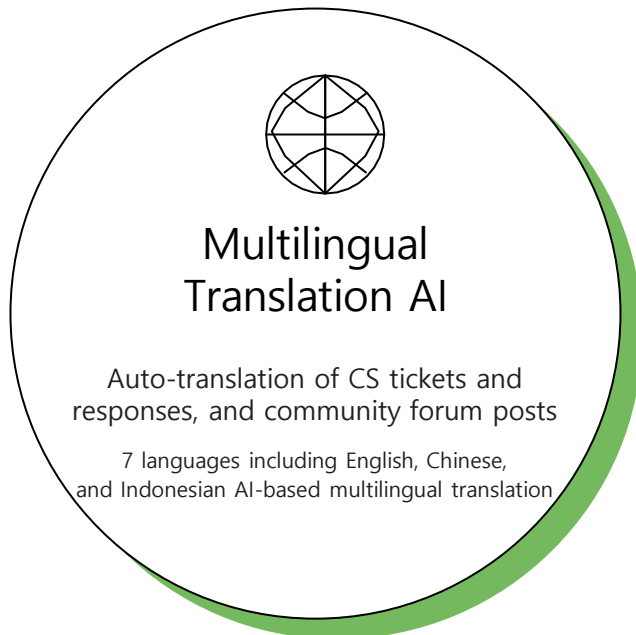 Multilingual
Translation AI
Auto-translation of CS tickets and
responses, and community forum posts
7 languages including English, Chinese,
and Indonesian AI-based multilingual translation